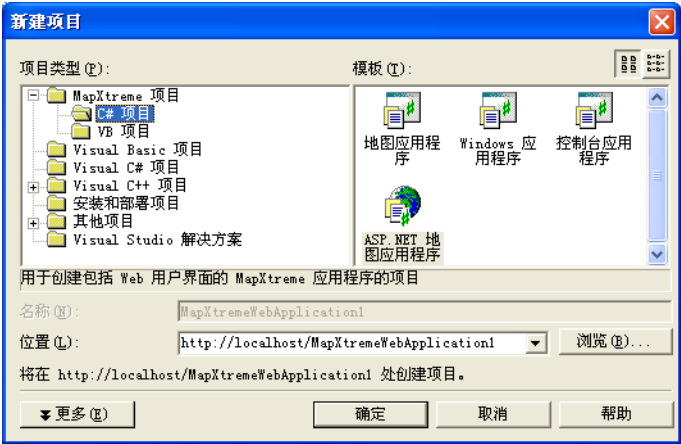 新建项目
项目类型(P):
模板(T):
MapXtreme 项目
C# 项目
VB 项目
Visual Basic 项目
Visual C# 项目
Visual C++ 项目
安装和部署项目
其他项目
Visual Studio 解决方案
地图应用程
序
Windows 应
用程序
控制台应用
程序
ASP.NET 地
图应用程序
用于创建包括 Web 用户界面的 MapXtreme 应用程序的项目
名称(N):
MapXtremeWebApplication1
位置(L):
http://localhost/MapXtremeWebApplication1
浏览(B)...
将在 http://localhost/MapXtremeWebApplication1 处创建项目。
更多(E)
确定
取消
帮助